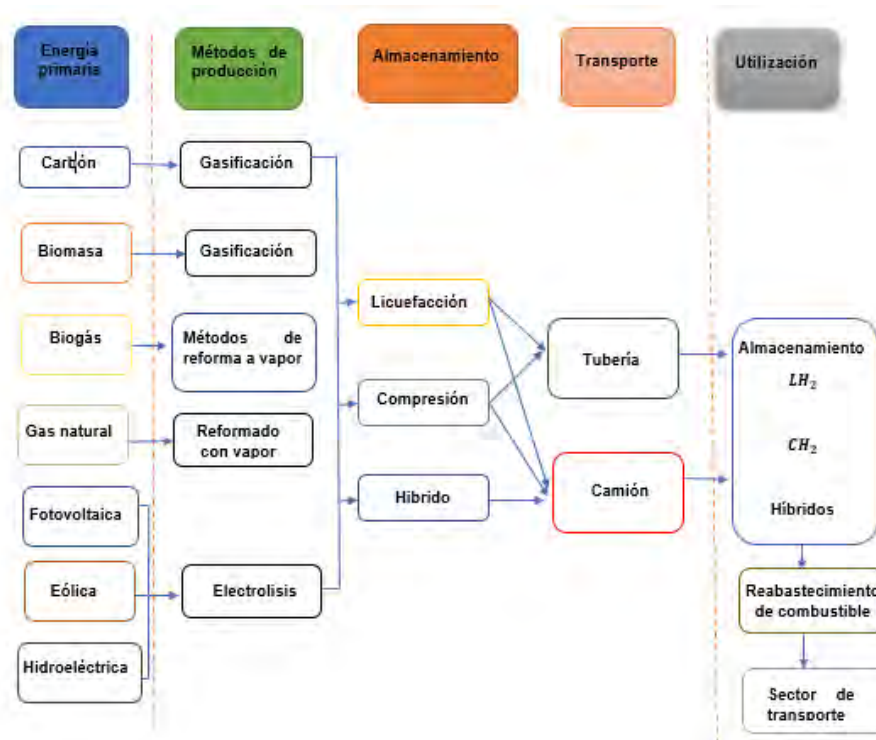 Energía
primaria
Métodos de
producción
Almacenamiento
Transporte
Utilización
Carbón
Gasificación
Biomasa
Gasificación
Biogás
Métodos de
reforma a vapor
Gas natural
Reformado
con vapor
Fotovoltaica
Eólica
Hidroeléctrica
Electrolisis
Licuefacción
Compresión
Hibrido
Tubería
Camión
Almacenamiento
LH₂
CH₂
Híbridos
Reabastecimiento
de combustible
Sector de
transporte